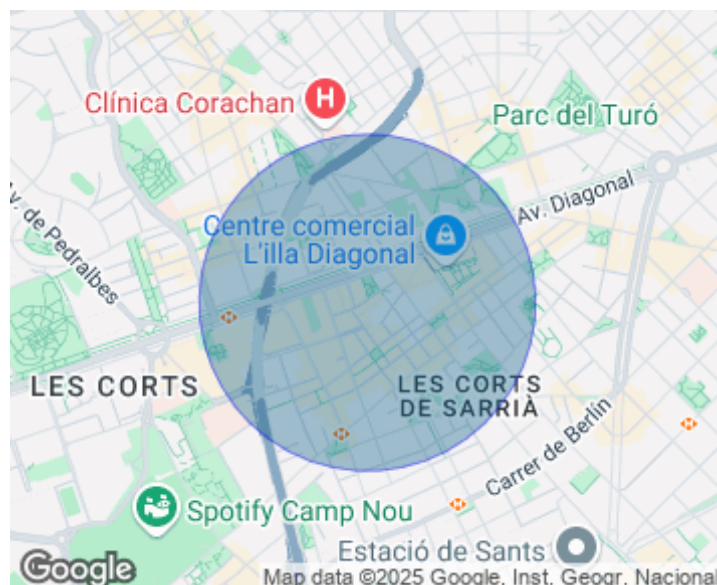 Clínica Corachan
H
Parc del Turó
Av. Diagonal
Av. de Pedralbes
Centre comercial
L'illa Diagonal
LES CORTS
LES CORTS
DE SARRIÀ
Carrer de Berlín
Spotify Camp Nou
Estació de Sants
Google
Map data ©2025 Google, Inst. Geogr. Nacional